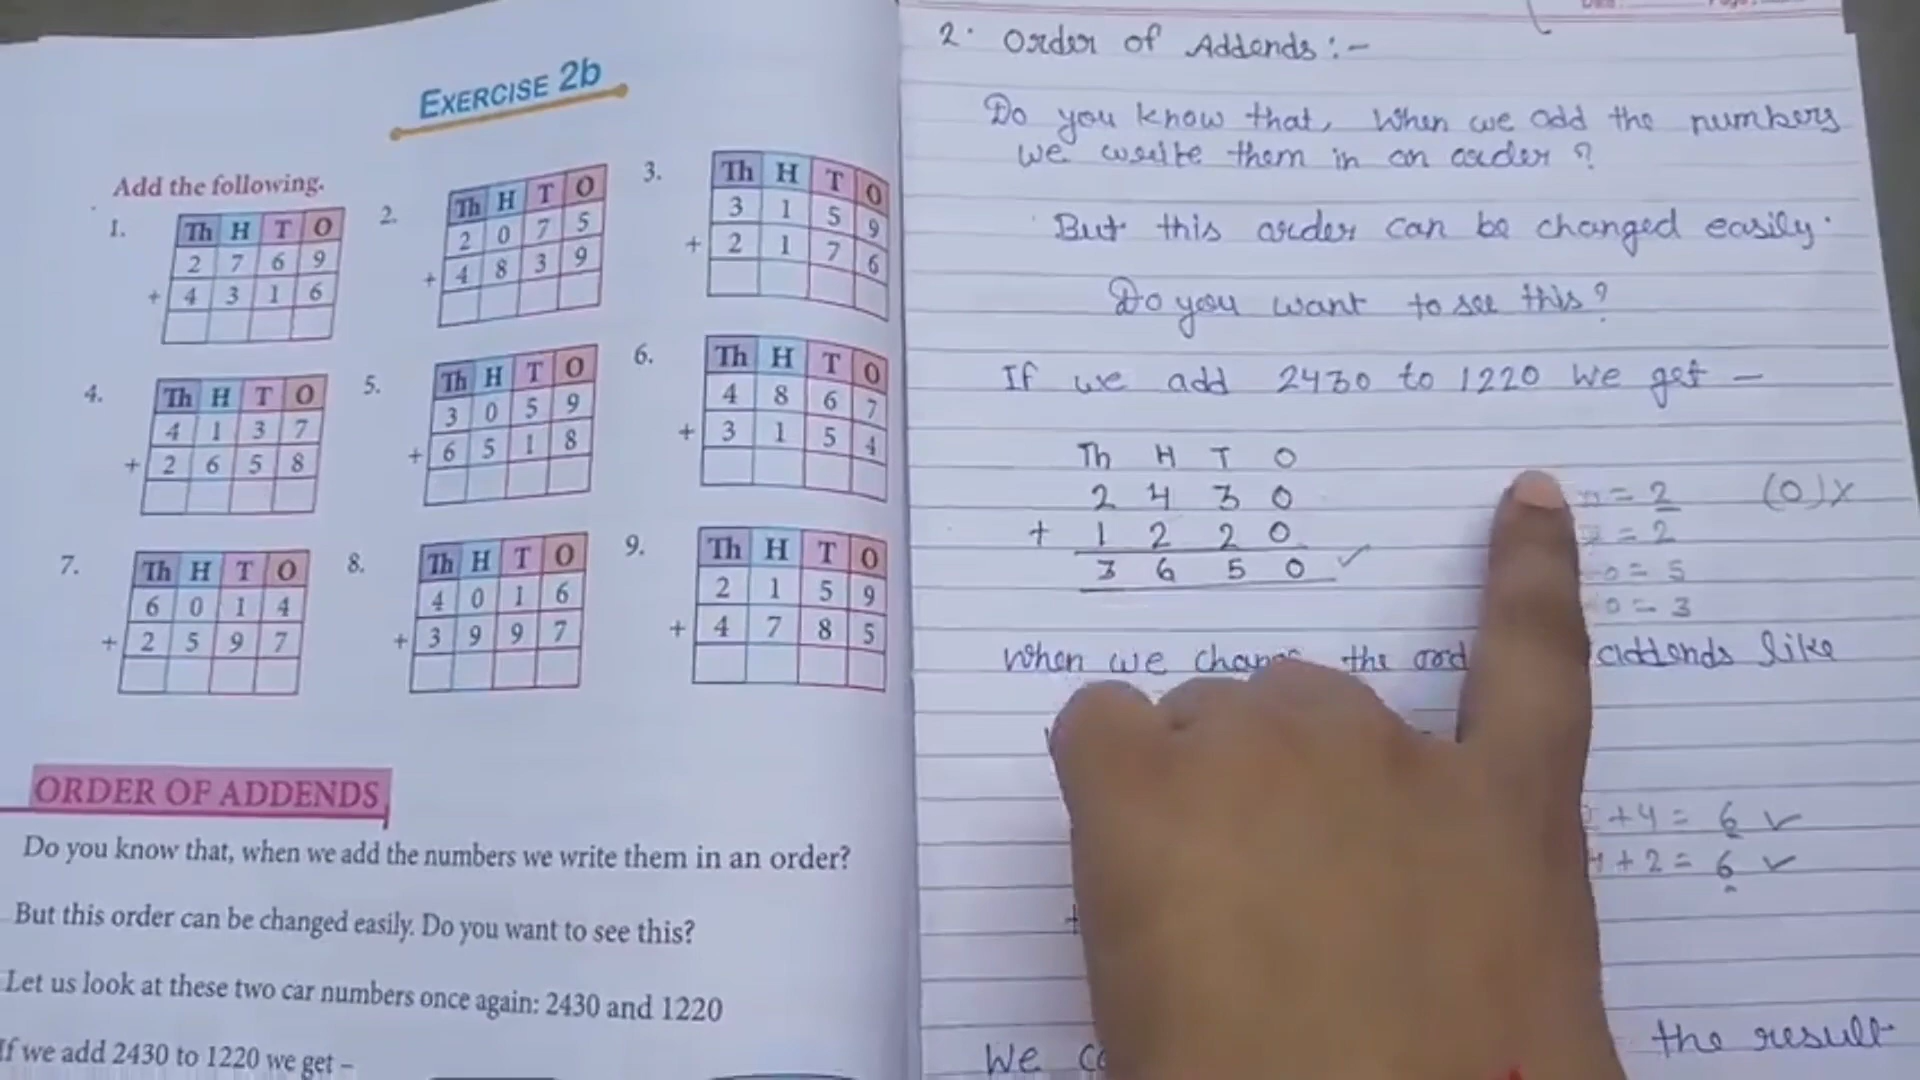 EXERCISE 2b
Add the following.
1.
Th H T O
2 7 6 9
+ 4 3 1 6
2.
Th H T O
2 0 7 5
+ 4 8 3 9
3.
Th H T O
3 1 5 9
+ 2 1 7 6
4.
Th H T O
4 1 3 7
+ 2 6 5 8
5.
Th H T O
3 0 5 9
+ 6 5 1 8
6.
Th H T O
4 8 6 7
+ 3 1 5 4
7.
Th H T O
6 0 1 4
+ 2 5 9 7
8.
Th H T O
4 0 1 6
+ 3 9 9 7
9.
Th H T O
2 1 5 9
+ 4 7 8 5
ORDER OF ADDENDS
Do you know that, when we add the numbers we write them in an order?
But this order can be changed easily. Do you want to see this?
Let us look at these two car numbers once again: 2430 and 1220
If we add 2430 to 1220 we get –
2. Order of Addends :-
Do you know that, When we add the numbers
we write them in an order ?
But this order can be changed easily.
Do you want to see this?
If we add 2430 to 1220 we get –
Th H T O
2 4 3 0
+ 1 2 2 0
3 6 5 0 ✓
= 2 (0) x
= 2
0 = 5
0 = 3
When we change the addends like
+ 4 = 6 ✓
4 + 2 = 6 ✓
+
We the result